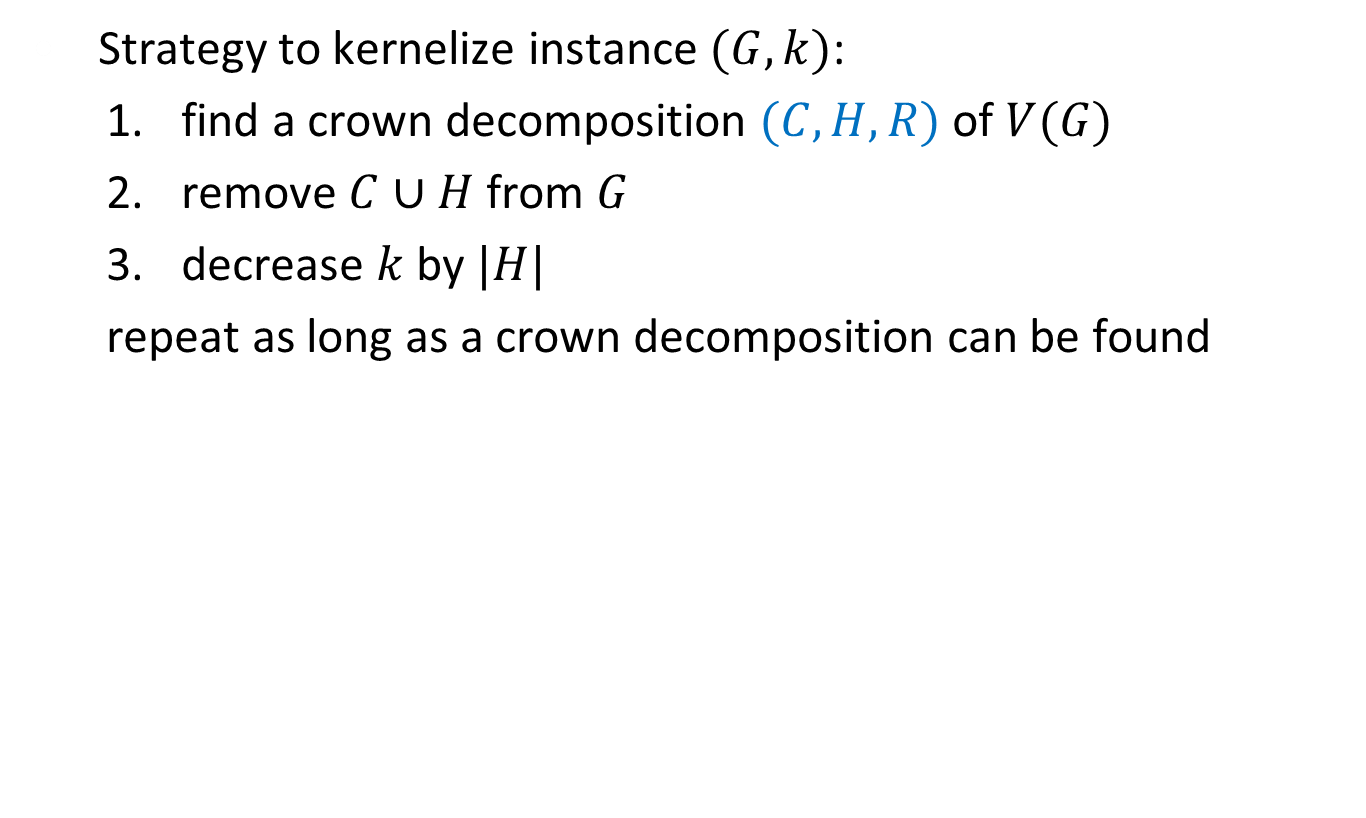 Strategy to kernelize instance (G, k):
1. find a crown decomposition (C, H, R) of V(G)
2. remove C ∪ H from G
3. decrease k by |H|
repeat as long as a crown decomposition can be found